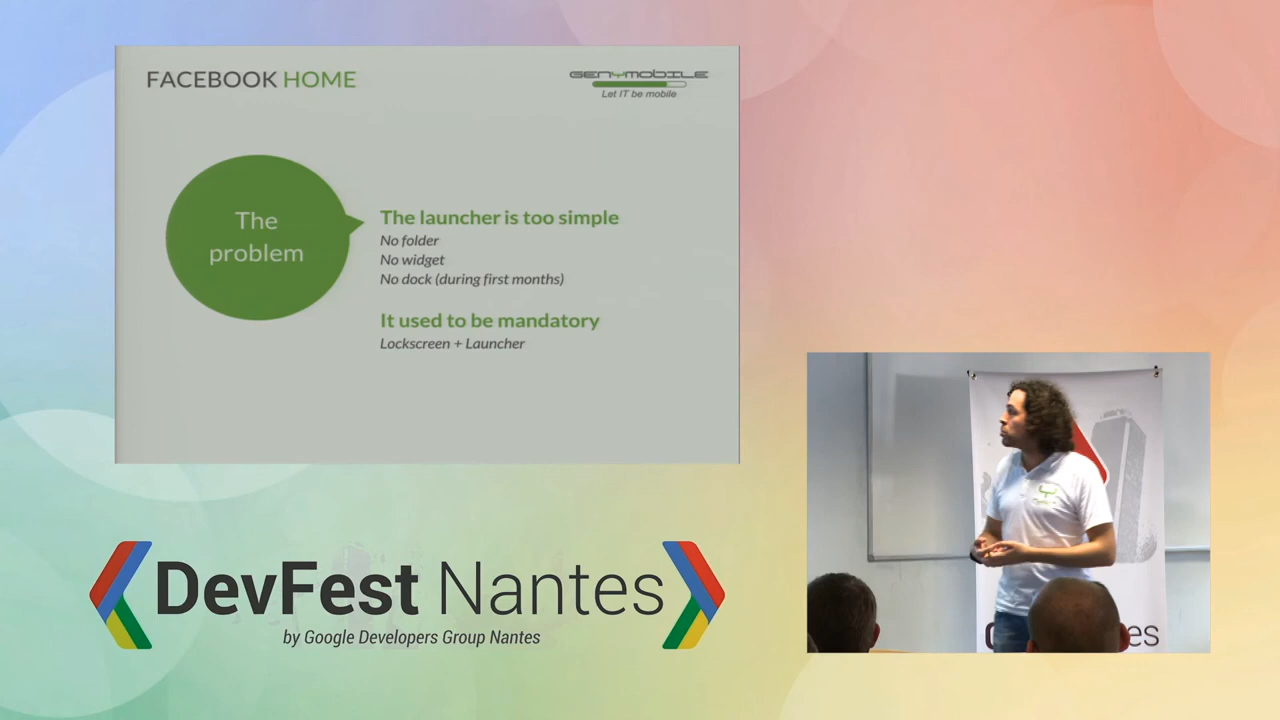 FACEBOOK HOME
GENYMOBILE
Let IT be mobile
The
problem
The launcher is too simple
No folder
No widget
No dock (during first months)
It used to be mandatory
Lockscreen + Launcher
DevFest Nantes
by Google Developers Group Nantes
es